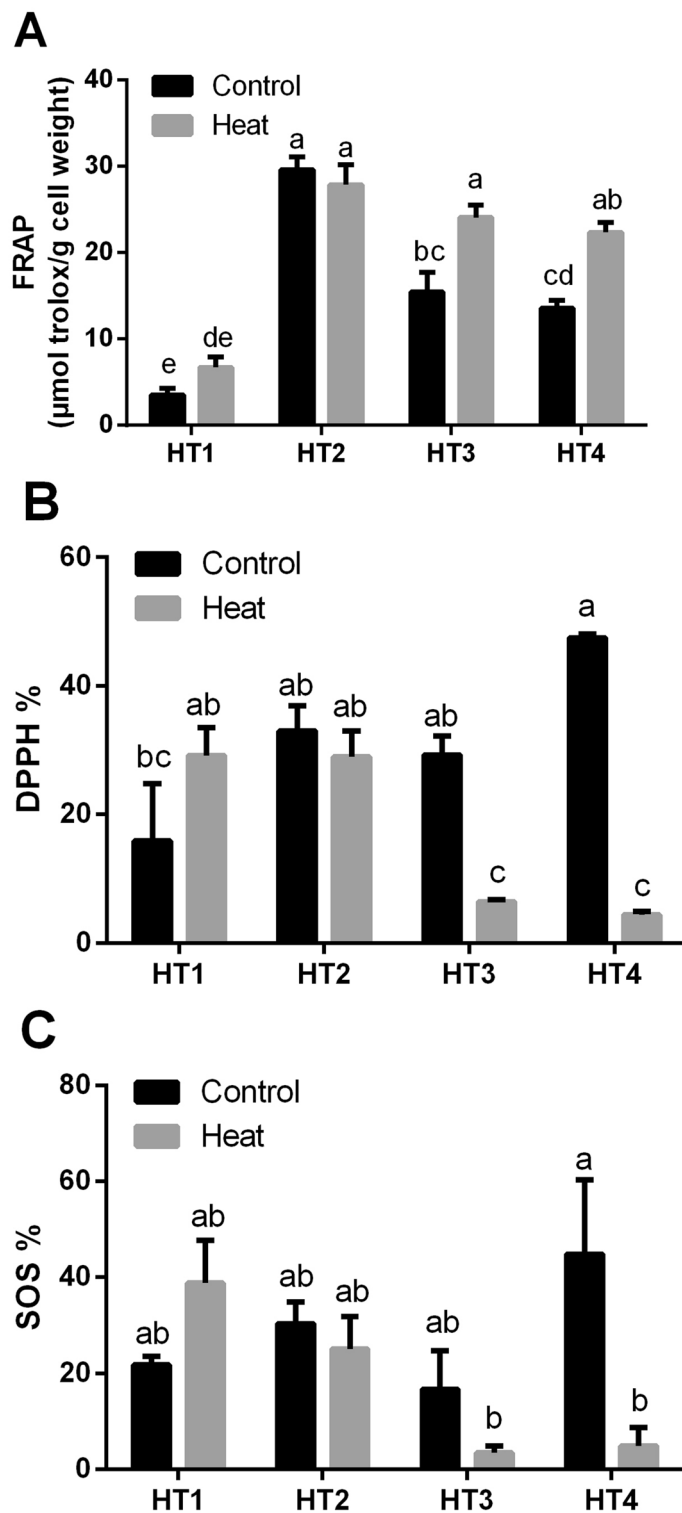 A
FRAP
(μmol trolox/g cell weight)
40
30
20
10
0
Control
Heat
e
de
a
a
bc
a
cd
ab
HT1 HT2 HT3 HT4
B
DPPH %
60
40
20
0
Control
Heat
bc
ab
ab
ab
ab
c
a
c
HT1 HT2 HT3 HT4
C
SOS %
80
60
40
20
0
Control
Heat
ab
ab
ab
ab
ab
b
a
b
HT1 HT2 HT3 HT4